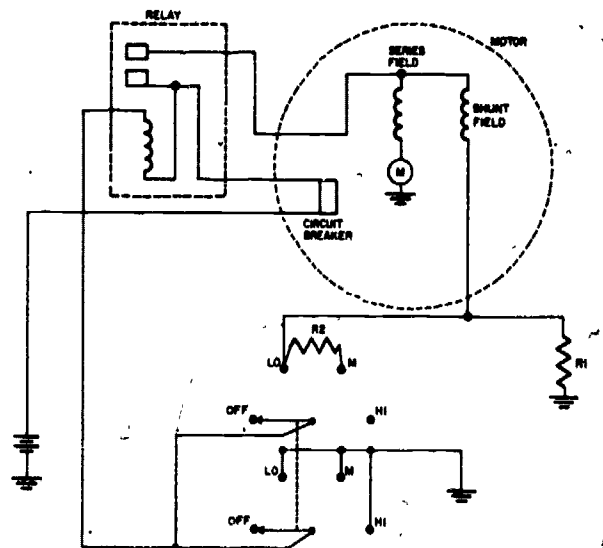 RELAY
SERIES
FIELD
MOTOR
SHUNT
FIELD
M
CIRCUIT
BREAKER
R2
LO
M
R1
OFF
HI
LO
M
OFF
HI